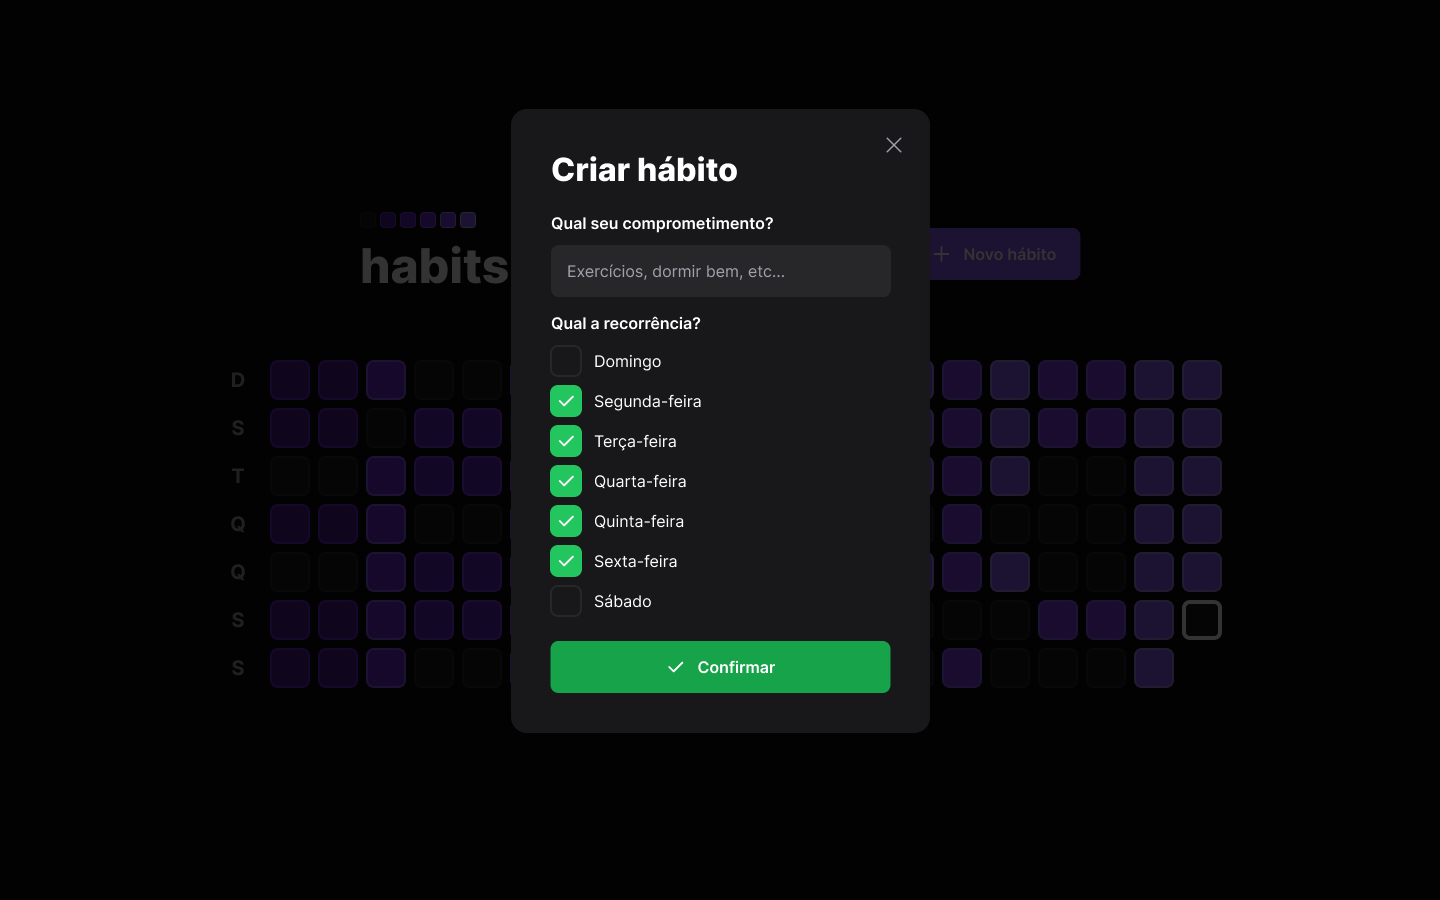 Criar hábito
habits
Novo hábito
Qual seu comprometimento?
Exercícios, dormir bem, etc...
Qual a recorrência?
Domingo
Segunda-feira
Terça-feira
Quarta-feira
Quinta-feira
Sexta-feira
Sábado
Confirmar
D
S
T
Q
Q
S
S